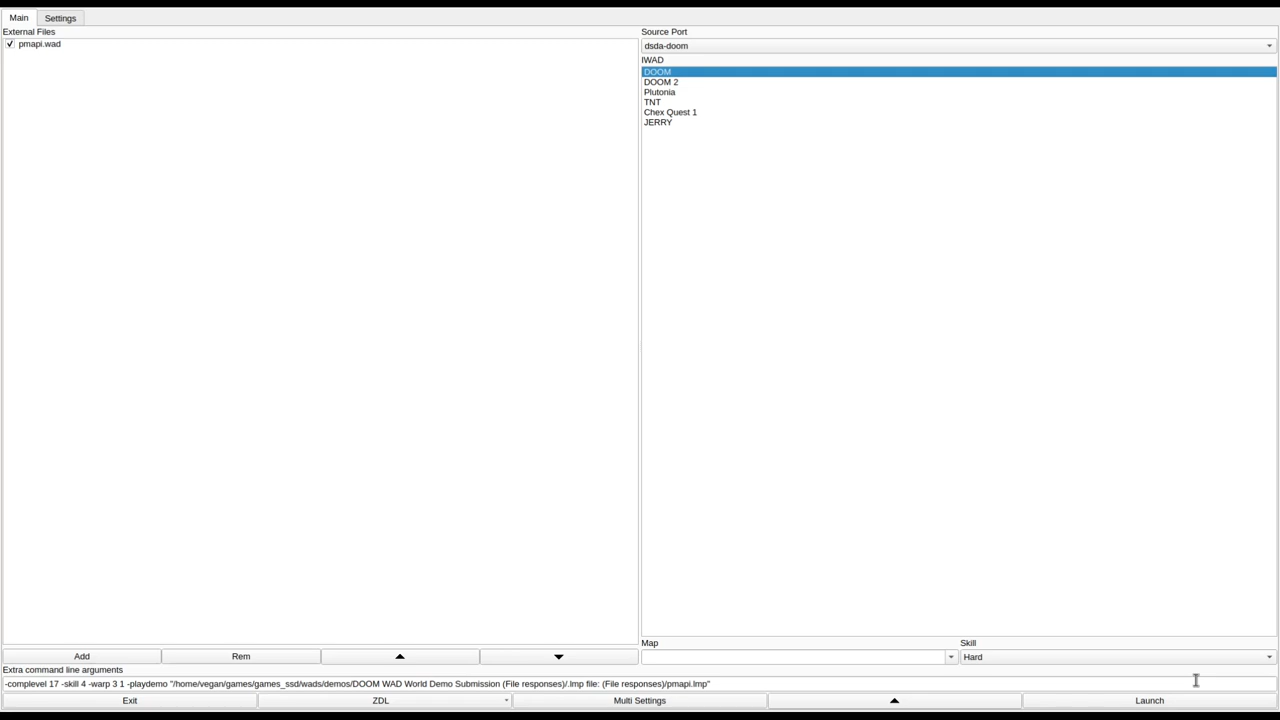 Main Settings
External Files
pmapi.wad
Source Port
dsda-doom
IWAD
DOOM
DOOM 2
Plutonia
TNT
Chex Quest 1
JERRY
Map Skill
Hard
Add Rem
Extra command line arguments
-complevel 17 -skill 4 -warp 3 1 -playdemo "/home/vegan/games/games_ssd/wads/demos/DOOM WAD World Demo Submission (File responses)/.lmp file: (File responses)/pmapi.lmp"
Exit ZDL Multi Settings Launch